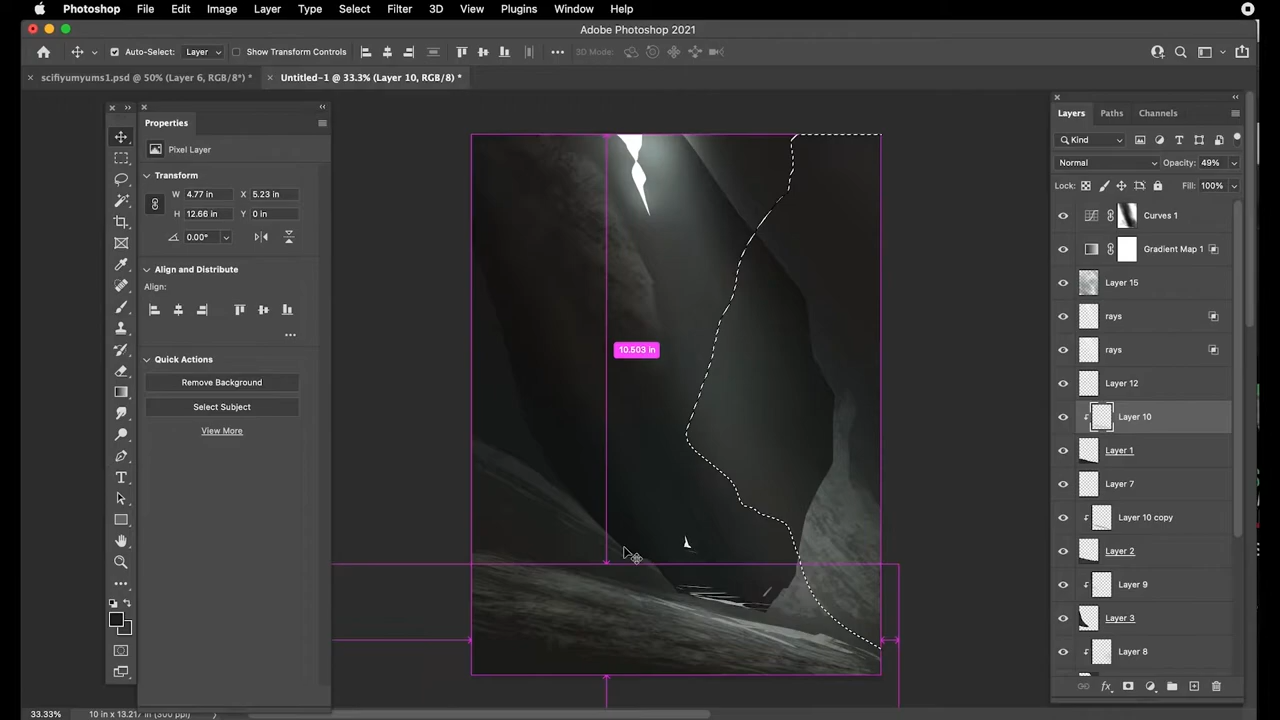 Photoshop File Edit Image Layer Type Select Filter 3D View Plugins Window Help
Adobe Photoshop 2021
Auto-Select: Layer Show Transform Controls 3D Mode:
scifiyumyums1.psd @ 50% (Layer 6, RGB/8*) * Untitled-1 @ 33.3% (Layer 10, RGB/8) *
Properties
Pixel Layer
Transform
W 4.77 in X 5.23 in
H 12.66 in Y 0 in
0.00°
Align and Distribute
Align:
Quick Actions
Remove Background
Select Subject
View More
10.503 in
Layers Paths Channels
Kind
Normal Opacity: 49%
Lock: Fill: 100%
Curves 1
Gradient Map 1
Layer 15
rays
rays
Layer 12
Layer 10
Layer 1
Layer 7
Layer 10 copy
Layer 2
Layer 9
Layer 3
Layer 8
fx
33.33% 10 in x 13.217 in (300 ppi)